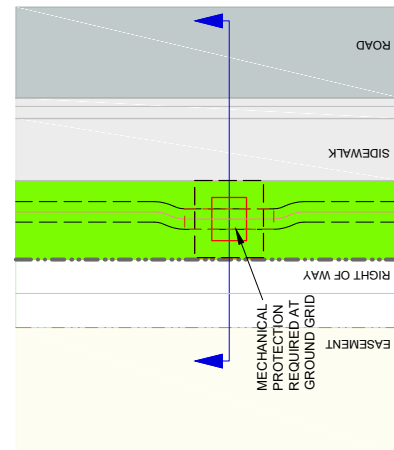 ROAD
SIDEWALK
RIGHT OF WAY
EASEMENT
MECHANICAL
PROTECTION
REQUIRED AT
GROUND GRID